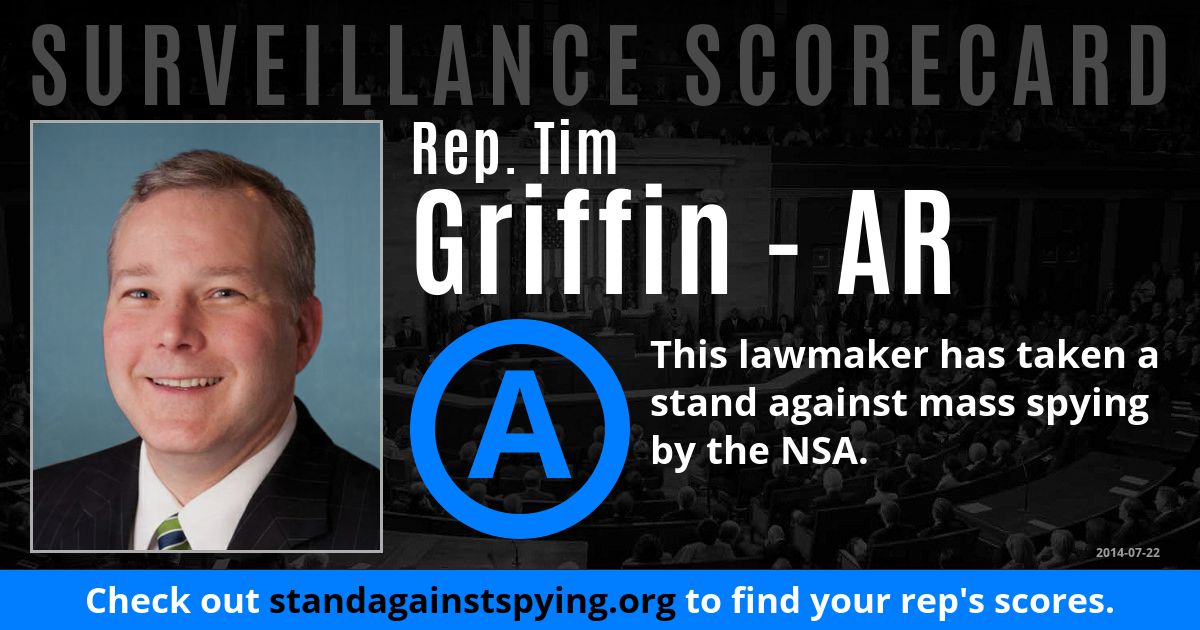 SURVEILLANCE SCORECARD
Rep. Tim
Griffin - AR
A
This lawmaker has taken a
stand against mass spying
by the NSA.
2014-07-22
Check out standagainstspying.org to find your rep's scores.